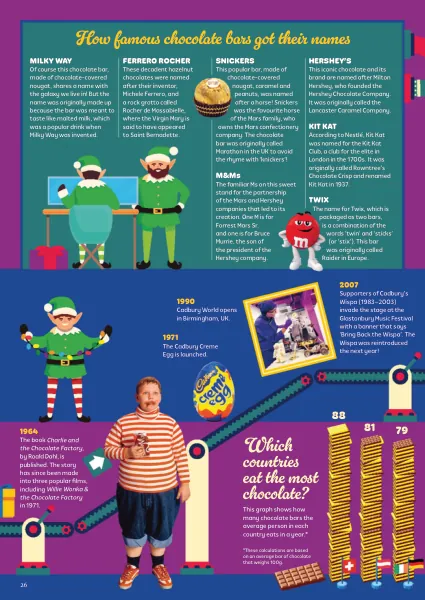 How famous chocolate bars got their names
MILKY WAY
Of course this chocolate bar,
made of chocolate-covered
nougat, shares a name with
the galaxy we live in! But the
name was originally made up
because the bar was meant to
taste like malted milk, which
was a popular drink when
Milky Way was invented.
FERRERO ROCHER
These decadent hazelnut
chocolates were named
after their inventor,
Michele Ferrero, and
a rock grotto called
Rocher de Massabielle,
where the Virgin Mary is
said to have appeared
to Saint Bernadette.
SNICKERS
This popular bar, made of
chocolate-covered
nougat, caramel and
peanuts, was named
after a horse! Snickers
was the favourite horse
of the Mars family, who
owns the Mars confectionery
company. The chocolate
bar was originally called
Marathon in the UK to avoid
the rhyme with 'knickers'!
M&Ms
The familiar Ms on this sweet
stand for the partnership
of the Mars and Hershey
companies that led to its
creation. One M is for
Forrest Mars Sr.
and one is for Bruce
Murrie, the son of
the president of the
Hershey company.
HERSHEY'S
This iconic chocolate and its
brand are named after Milton
Hershey, who founded the
Hershey Chocolate Company.
It was originally called the
Lancaster Caramel Company.
KIT KAT
According to Nestlé, Kit Kat
was named for the Kit Kat
Club, a club for the elite in
London in the 1700s. It was
originally called Rowntree's
Chocolate Crisp and renamed
Kit Kat in 1937.
TWIX
The name for Twix, which is
packaged as two bars,
is a combination of the
words 'twin' and 'sticks'
(or 'stix'). This bar
was originally called
Raider in Europe.
m
1990
Cadbury World opens
in Birmingham, UK.
1971
The Cadbury Creme
Egg is launched.
Cadbury
creme
egg
2007
Supporters of Cadbury's
Wispa (1983–2003)
invade the stage at the
Glastonbury Music Festival
with a banner that says
'Bring Back the Wispa'. The
Wispa was reintroduced
the next year!
1964
The book Charlie and
the Chocolate Factory,
by Roald Dahl, is
published. The story
has since been made
into three popular films,
including Willie Wonka &
the Chocolate Factory
in 1971.
Which
countries
eat the most
chocolate?
This graph shows how
many chocolate bars the
average person in each
country eats in a year.*
*These calculations are based
on an average bar of chocolate
that weighs 100g.
88
81
79
26